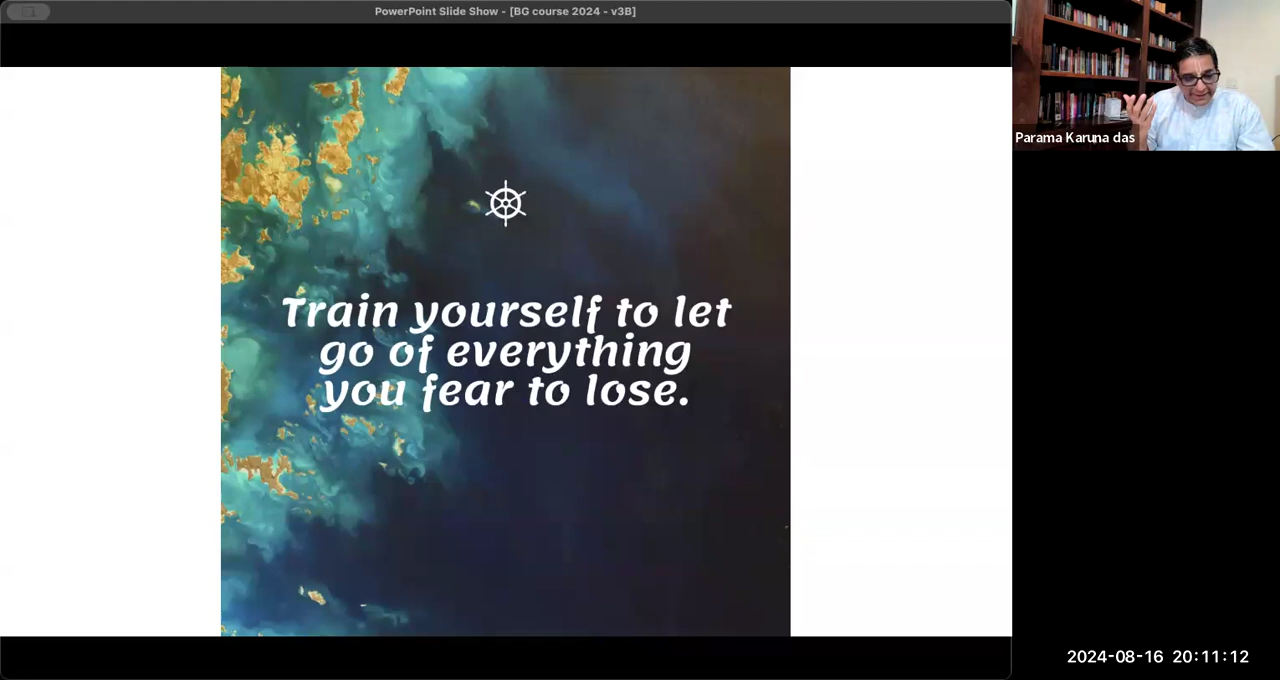 PowerPoint Slide Show - [BG course 2024 - v3B]
Parama Karuna das
Train yourself to let
go of everything
you fear to lose.
2024-08-16 20:11:12